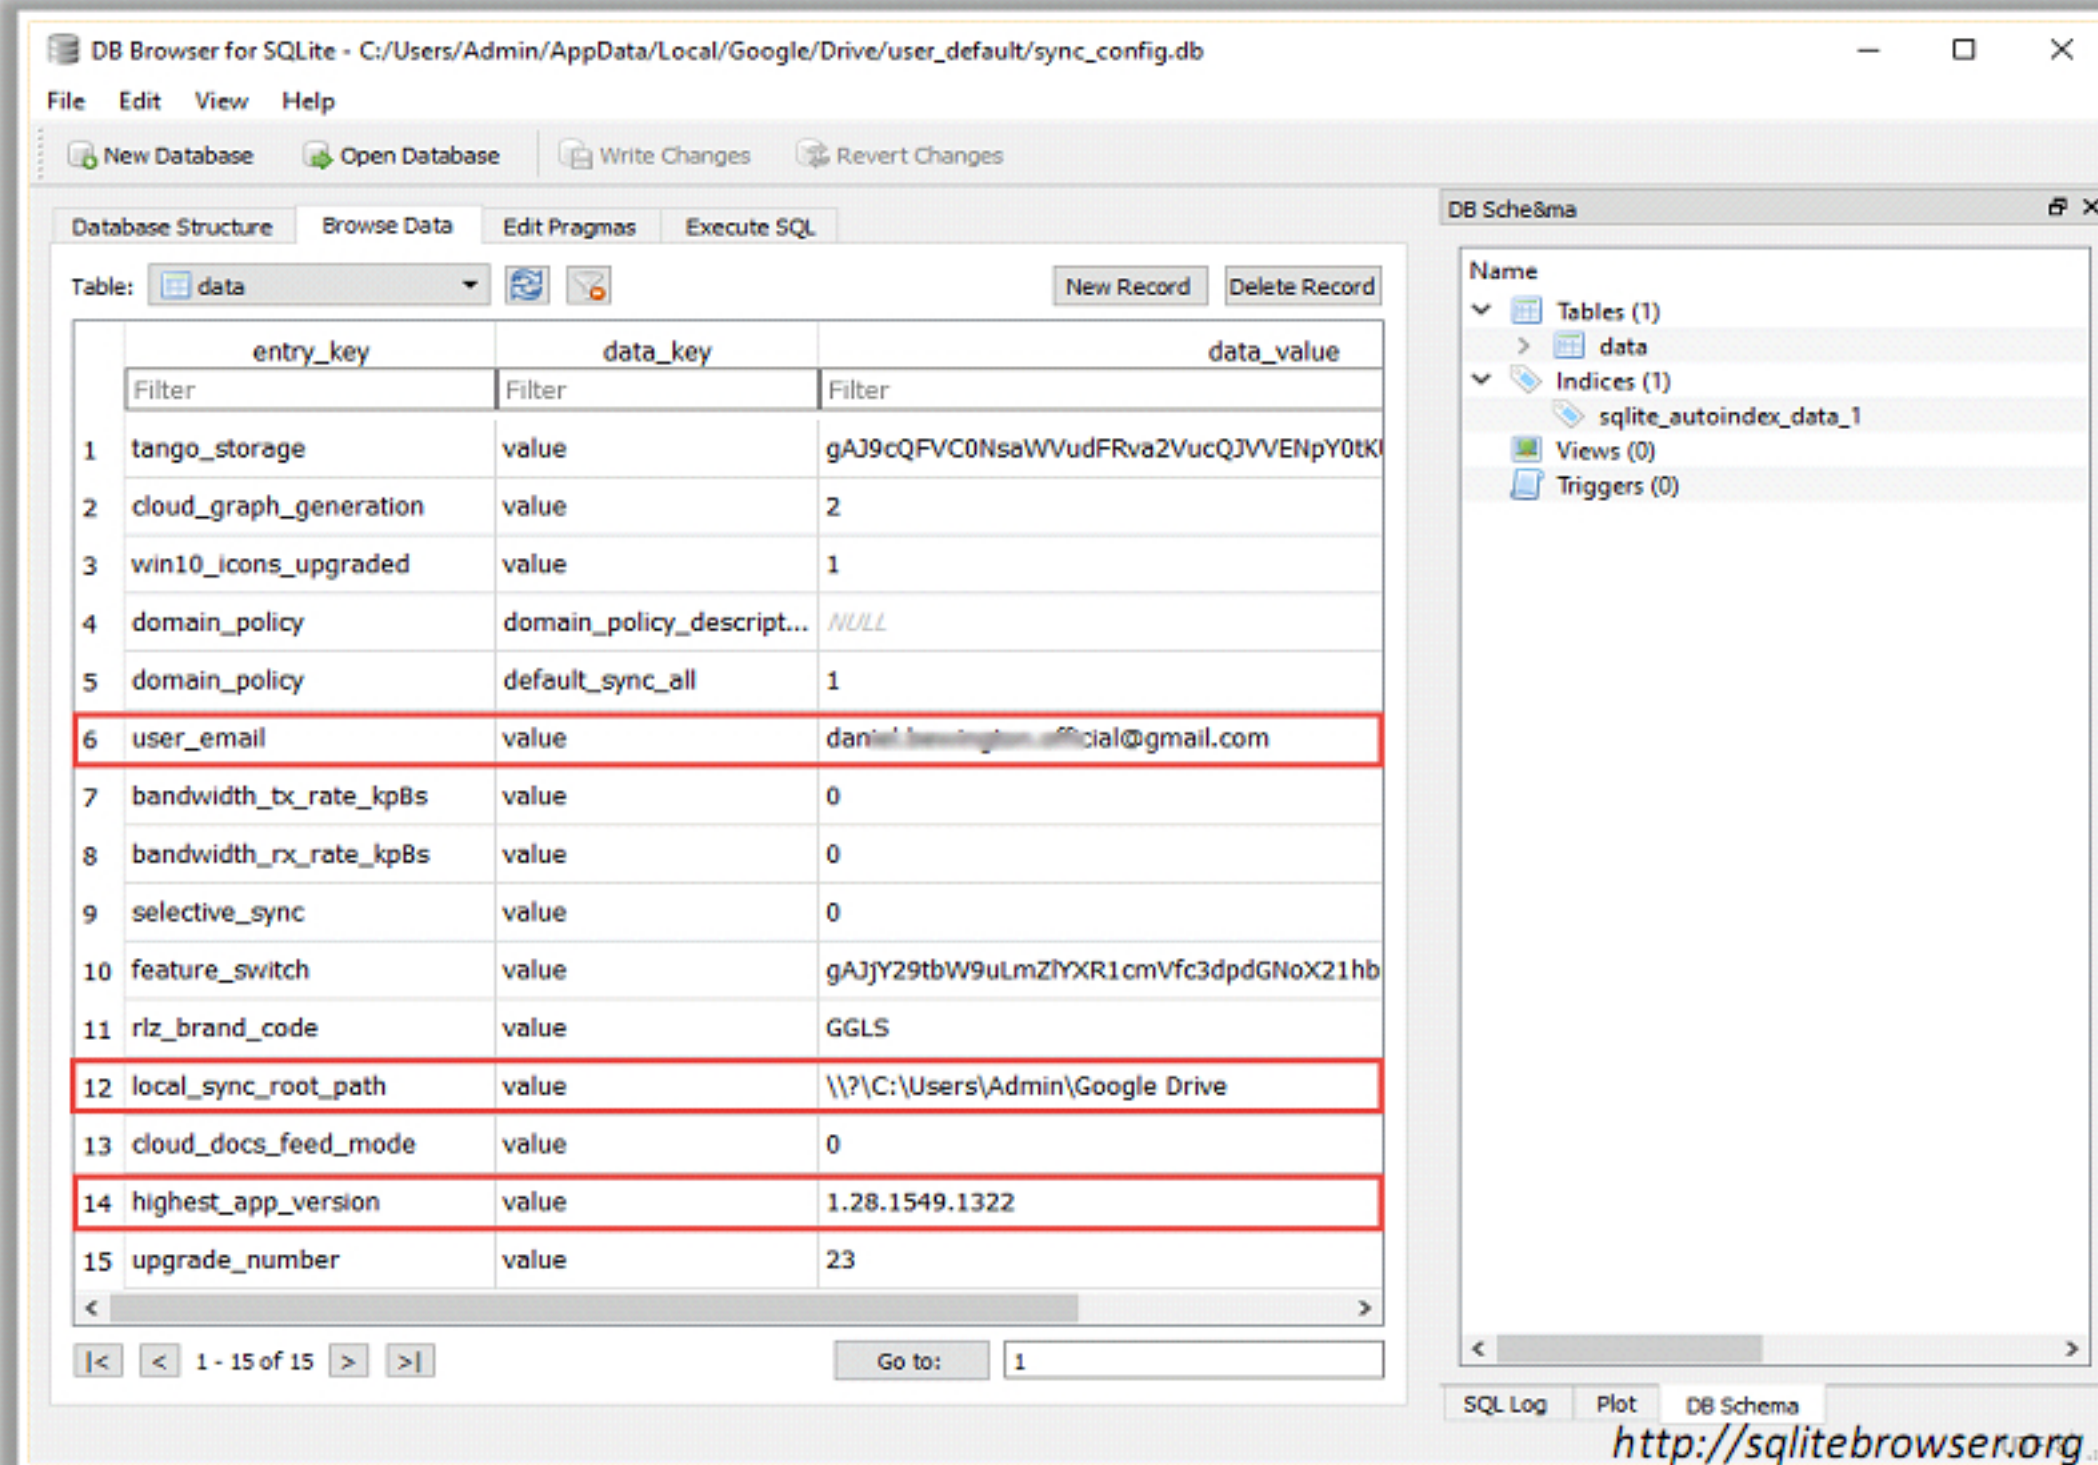 DB Browser for SQLite - C:/Users/Admin/AppData/Local/Google/Drive/user_default/sync_config.db
File Edit View Help
New Database Open Database Write Changes Revert Changes
Database Structure Browse Data Edit Pragmas Execute SQL
Table: data New Record Delete Record
entry_key data_key data_value
Filter Filter Filter
1 tango_storage value gAJ9cQFVC0NsaWVudFRva2VucQJVVENpY0tK
2 cloud_graph_generation value 2
3 win10_icons_upgraded value 1
4 domain_policy domain_policy_descript... NULL
5 domain_policy default_sync_all 1
6 user_email value dan cial@gmail.com
7 bandwidth_tx_rate_kpBs value 0
8 bandwidth_rx_rate_kpBs value 0
9 selective_sync value 0
10 feature_switch value gAJjY29tbW9uLmZlYXR1cmVfc3dpdGNoX21hb
11 rlz_brand_code value GGLS
12 local_sync_root_path value \\?\C:\Users\Admin\Google Drive
13 cloud_docs_feed_mode value 0
14 highest_app_version value 1.28.1549.1322
15 upgrade_number value 23
|< < 1 - 15 of 15 > >| Go to: 1
DB Sche&ma
Name
Tables (1)
data
Indices (1)
sqlite_autoindex_data_1
Views (0)
Triggers (0)
SQL Log Plot DB Schema
http://sqlitebrowser.org